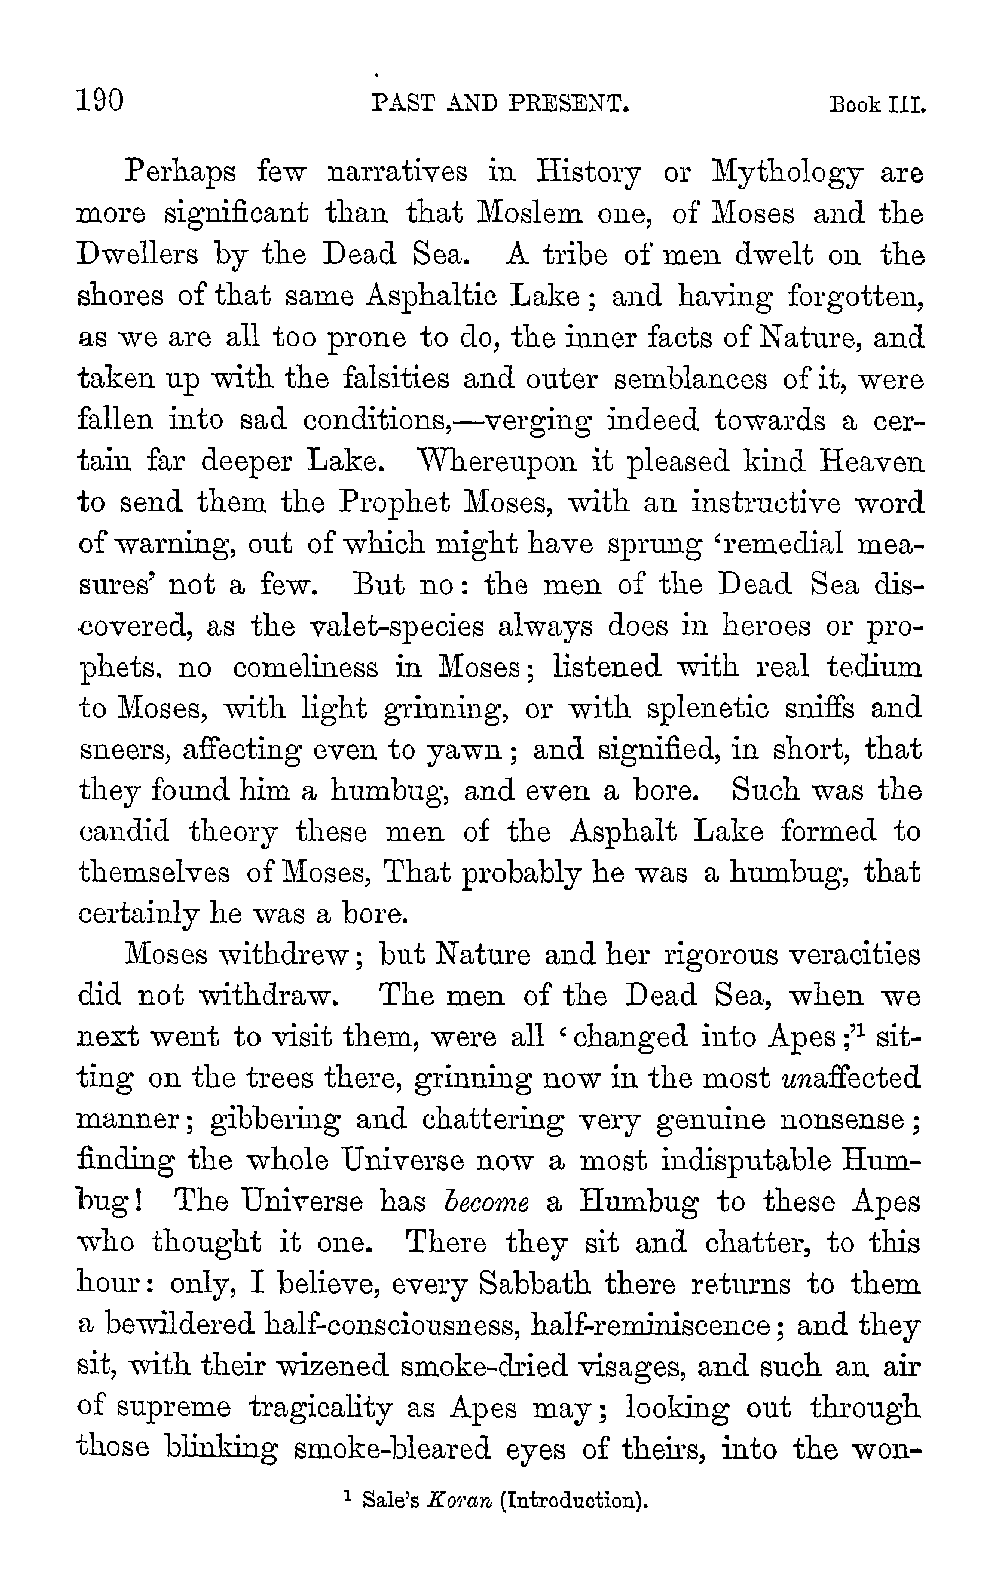 190 PAST AND PRESENT. Book III.
Perhaps few narratives in History or Mythology are
more significant than that Moslem one, of Moses and the
Dwellers by the Dead Sea. A tribe of men dwelt on the
shores of that same Asphaltic Lake; and having forgotten,
as we are all too prone to do, the inner facts of Nature, and
taken up with the falsities and outer semblances of it, were
fallen into sad conditions,—verging indeed towards a cer-
tain far deeper Lake. Whereupon it pleased kind Heaven
to send them the Prophet Moses, with an instructive word
of warning, out of which might have sprung ‘remedial mea-
sures’ not a few. But no: the men of the Dead Sea dis-
covered, as the valet-species always does in heroes or pro-
phets, no comeliness in Moses; listened with real tedium
to Moses, with light grinning, or with splenetic sniffs and
sneers, affecting even to yawn; and signified, in short, that
they found him a humbug, and even a bore. Such was the
candid theory these men of the Asphalt Lake formed to
themselves of Moses, That probably he was a humbug, that
certainly he was a bore.
Moses withdrew; but Nature and her rigorous veracities
did not withdraw. The men of the Dead Sea, when we
next went to visit them, were all ‘changed into Apes;’¹ sit-
ting on the trees there, grinning now in the most unaffected
manner; gibbering and chattering very genuine nonsense;
finding the whole Universe now a most indisputable Hum-
bug! The Universe has become a Humbug to these Apes
who thought it one. There they sit and chatter, to this
hour: only, I believe, every Sabbath there returns to them
a bewildered half-consciousness, half-reminiscence; and they
sit, with their wizened smoke-dried visages, and such an air
of supreme tragicality as Apes may; looking out through
those blinking smoke-bleared eyes of theirs, into the won-
¹ Sale’s Koran (Introduction).